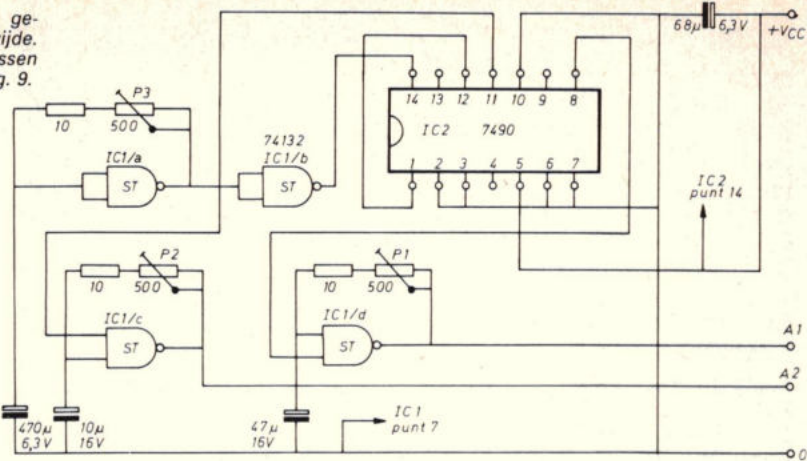 ge-
ijde.
ssen
g. 9.
68μ 6,3V
+VCC
P3
10 500
14 13 12 11 10 9 8
IC2 7490
1 2 3 4 5 6 7
74132
IC1/a IC1/b
ST ST
IC2
punt 14
P2 P1
10 500 10 500
IC1/c IC1/d
ST ST
A1
A2
470μ 10μ 47μ
6,3V 16V 16V
IC1
punt 7
0